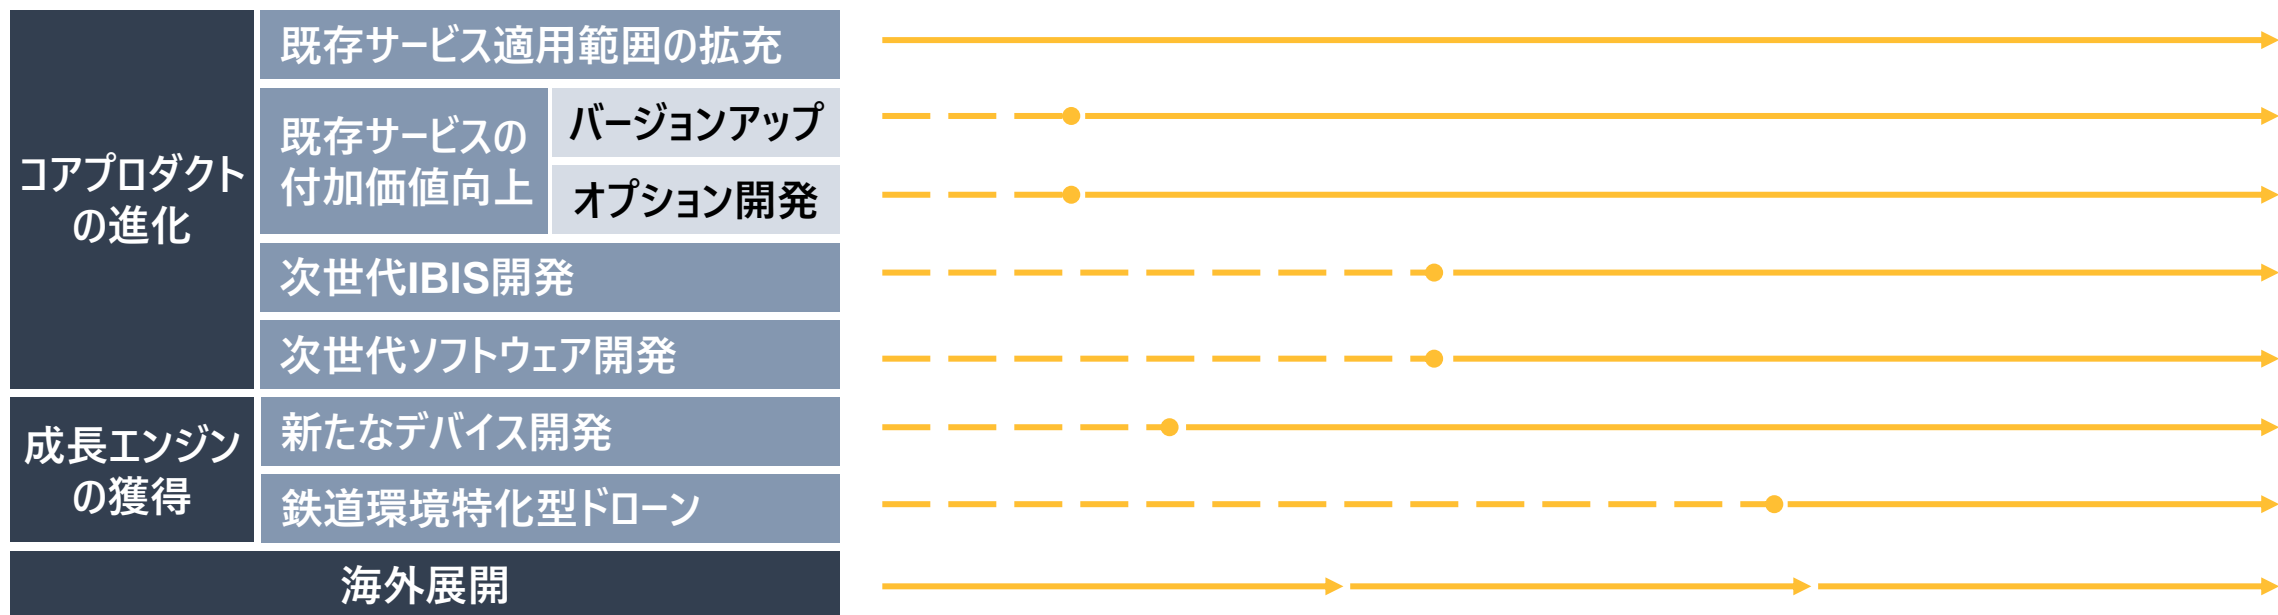 コアプロダクト
の進化
既存サービス適用範囲の拡充
既存サービスの
付加価値向上
バージョンアップ
オプション開発
次世代IBIS開発
次世代ソフトウェア開発
成長エンジン
の獲得
新たなデバイス開発
鉄道環境特化型ドローン
海外展開